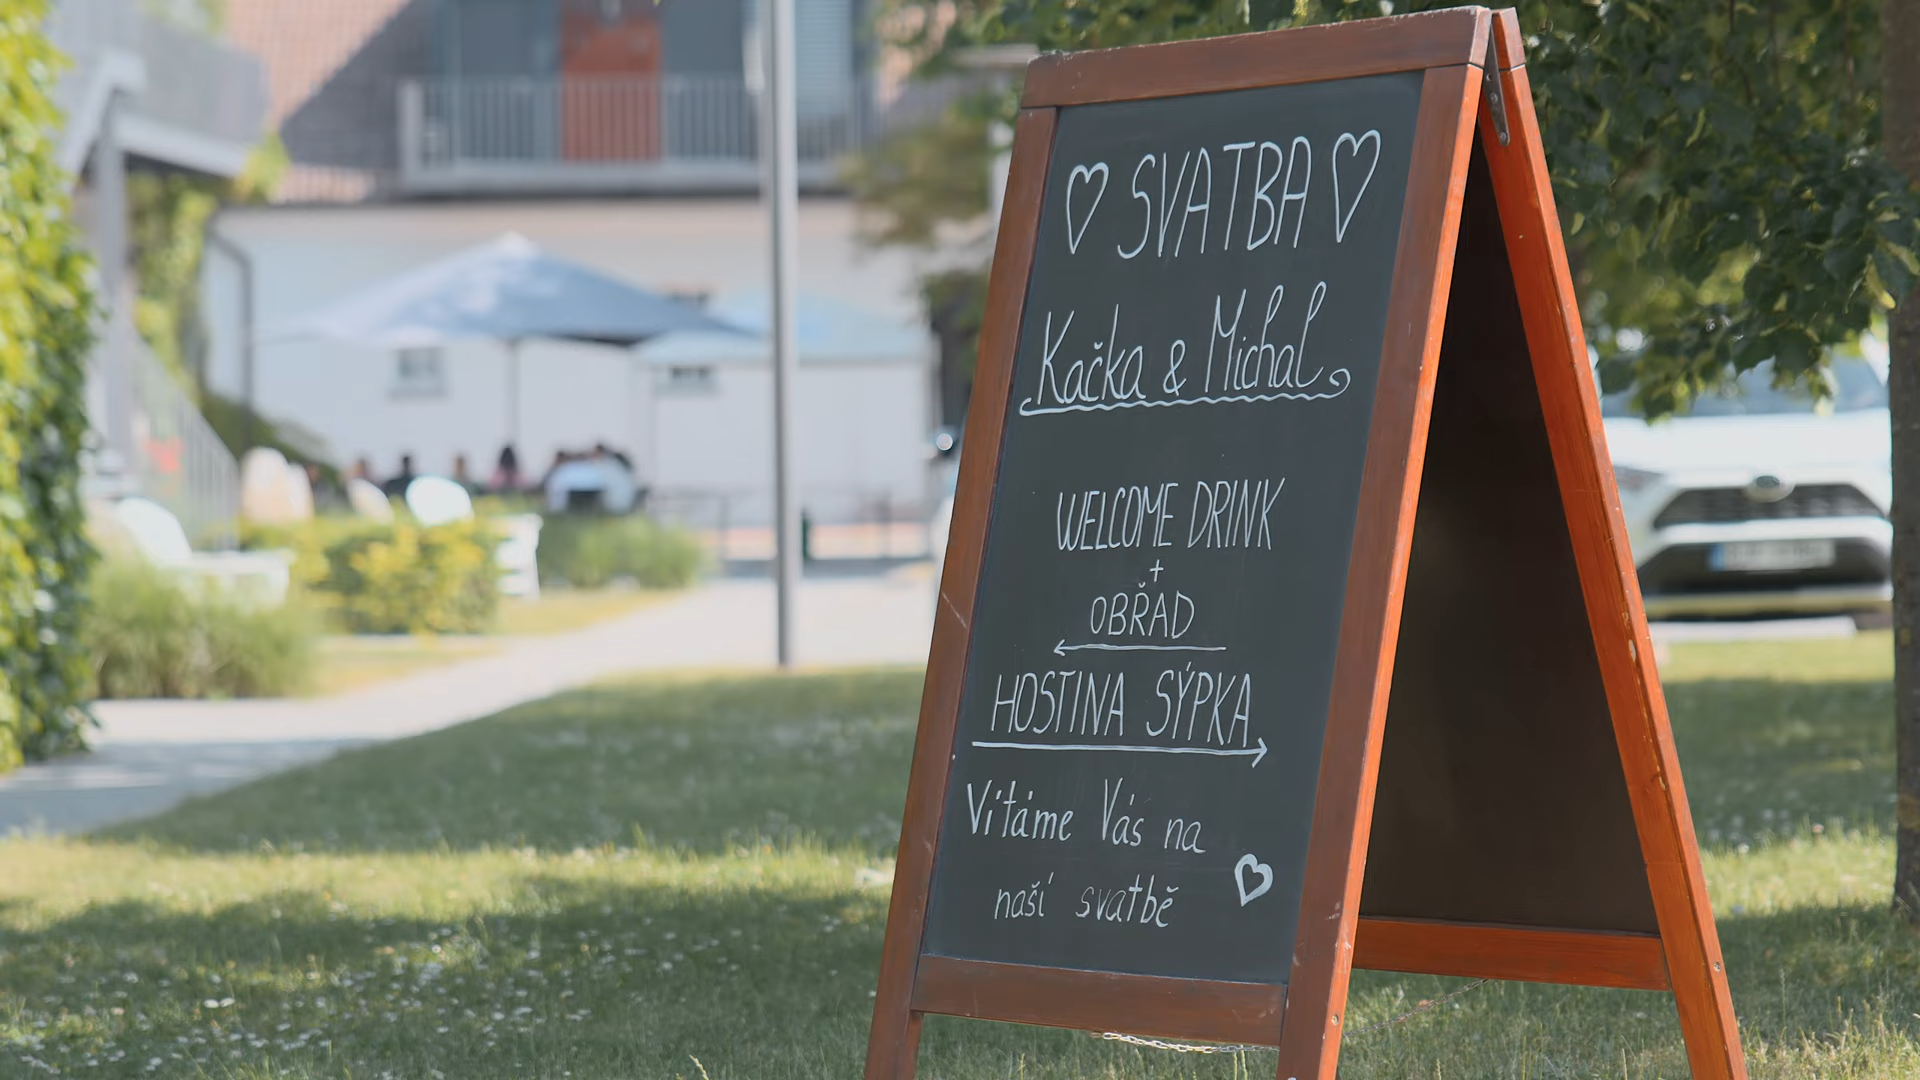 SVATBA
Kačka & Michal
WELCOME DRINK
+
OBŘAD
HOSTINA SÝPKA
Vítáme Vás na
naší svatbě